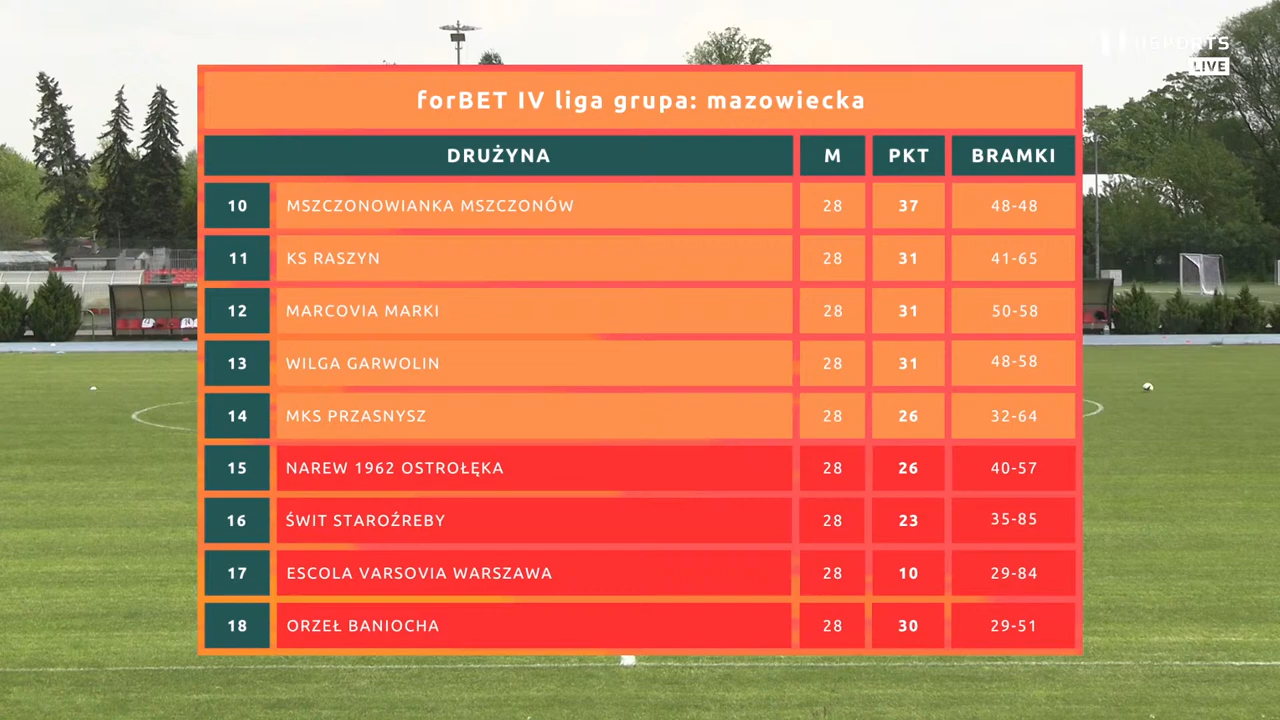 HSPORTS
LIVE
forBET IV liga grupa: mazowiecka
DRUŻYNA M PKT BRAMKI
10 MSZCZONOWIANKA MSZCZONÓW 28 37 48-48
11 KS RASZYN 28 31 41-65
12 MARCOVIA MARKI 28 31 50-58
13 WILGA GARWOLIN 28 31 48-58
14 MKS PRZASNYSZ 28 26 32-64
15 NAREW 1962 OSTROŁĘKA 28 26 40-57
16 ŚWIT STAROŹREBY 28 23 35-85
17 ESCOLA VARSOVIA WARSZAWA 28 10 29-84
18 ORZEŁ BANIOCHA 28 30 29-51